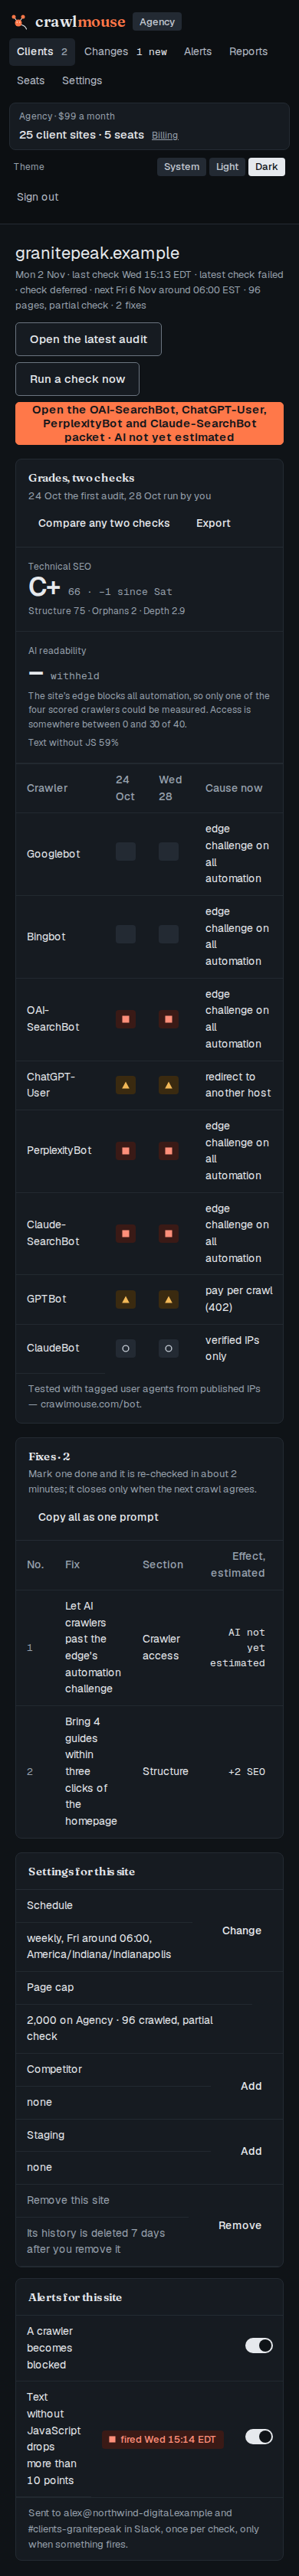 crawlmouse Agency
Clients 2 Changes 1 new Alerts Reports
Seats Settings
Agency · $99 a month
25 client sites · 5 seats Billing
Theme System Light Dark
Sign out
granitepeak.example
Mon 2 Nov · last check Wed 15:13 EDT · latest check failed
· check deferred · next Fri 6 Nov around 06:00 EST · 96
pages, partial check · 2 fixes
Open the latest audit
Run a check now
Open the OAI-SearchBot, ChatGPT-User,
PerplexityBot and Claude-SearchBot
packet · AI not yet estimated
Grades, two checks
24 Oct the first audit, 28 Oct run by you
Compare any two checks Export
Technical SEO
C+ 66 · −1 since Sat
Structure 75 · Orphans 2 · Depth 2.9
AI readability
— withheld
The site's edge blocks all automation, so only one of the
four scored crawlers could be measured. Access is
somewhere between 0 and 30 of 40.
Text without JS 59%
Crawler 24 Oct Wed 28 Cause now
Googlebot edge challenge on all automation
Bingbot edge challenge on all automation
OAI-SearchBot edge challenge on all automation
ChatGPT-User redirect to another host
PerplexityBot edge challenge on all automation
Claude-SearchBot edge challenge on all automation
GPTBot pay per crawl (402)
ClaudeBot verified IPs only
Tested with tagged user agents from published IPs
— crawlmouse.com/bot.
Fixes · 2
Mark one done and it is re-checked in about 2
minutes; it closes only when the next crawl agrees.
Copy all as one prompt
No. Fix Section Effect, estimated
1 Let AI crawlers past the edge's automation challenge Crawler access AI not yet estimated
2 Bring 4 guides within three clicks of the homepage Structure +2 SEO
Settings for this site
Schedule
weekly, Fri around 06:00,
America/Indiana/Indianapolis
Change
Page cap
2,000 on Agency · 96 crawled, partial
check
Competitor
none
Add
Staging
none
Add
Remove this site
Its history is deleted 7 days
after you remove it
Remove
Alerts for this site
A crawler becomes blocked
Text without JavaScript drops more than 10 points fired Wed 15:14 EDT
Sent to alex@northwind-digital.example and
#clients-granitepeak in Slack, once per check, only
when something fires.